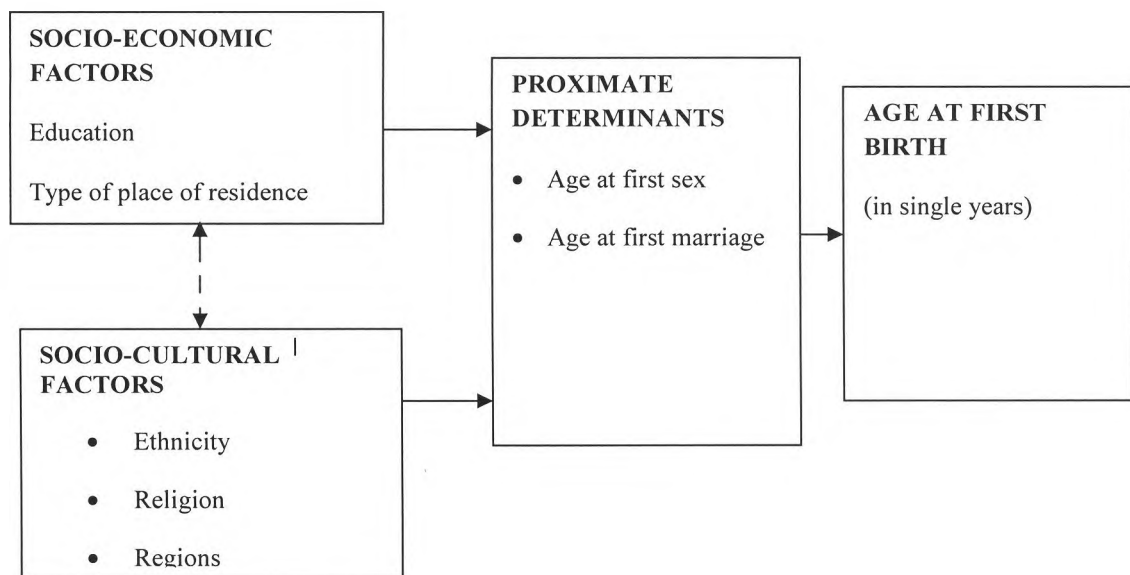 SOCIO-ECONOMIC
FACTORS
Education
Type of place of residence
SOCIO-CULTURAL
FACTORS
• Ethnicity
• Religion
• Regions
PROXIMATE
DETERMINANTS
• Age at first sex
• Age at first marriage
AGE AT FIRST
BIRTH
(in single years)